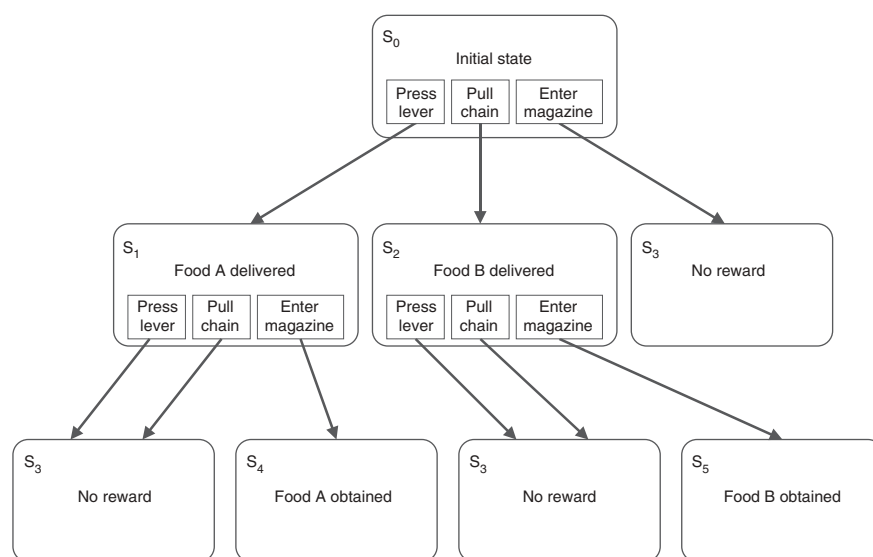 S0
Initial state
Press lever
Pull chain
Enter magazine
S1
Food A delivered
Press lever
Pull chain
Enter magazine
S2
Food B delivered
Press lever
Pull chain
Enter magazine
S3
No reward
S3
No reward
S4
Food A obtained
S3
No reward
S5
Food B obtained